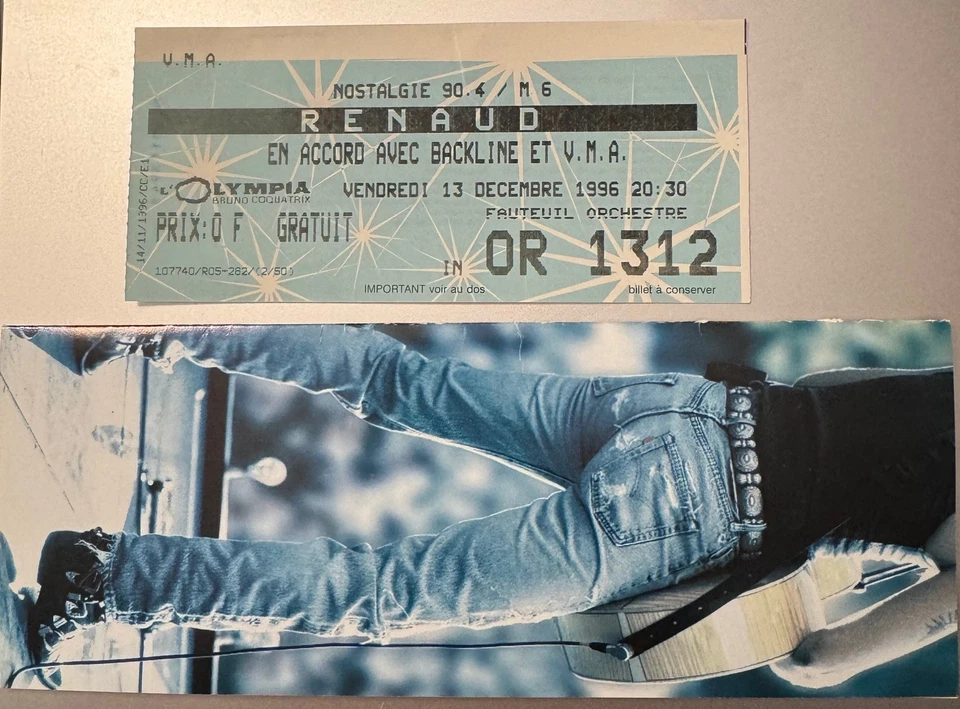 V.M.A.
NOSTALGIE 90.4 / M 6
RENAUD
EN ACCORD AVEC BACKLINE ET V.M.A.
L'OLYMPIA
BRUNO COQUATRIX
VENDREDI 13 DECEMBRE 1996 20:30
FAUTEUIL ORCHESTRE
PRIX:0 F GRATUIT
IN OR 1312
107740/R05-262/(2/50)
IMPORTANT voir au dos
billet à conserver
14/11/1996/CC/E1